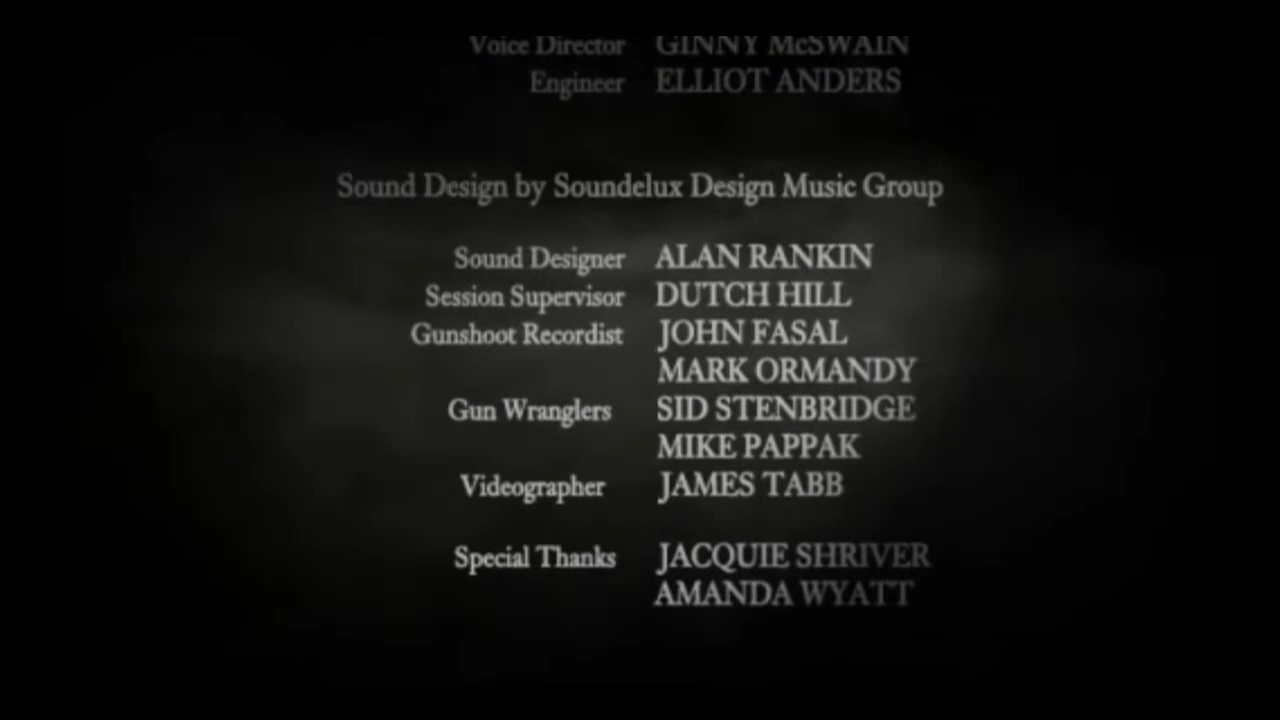 Voice Director GINNY McSWAIN
Engineer ELLIOT ANDERS
Sound Design by Soundelux Design Music Group
Sound Designer ALAN RANKIN
Session Supervisor DUTCH HILL
Gunshoot Recordist JOHN FASAL
MARK ORMANDY
Gun Wranglers SID STENBRIDGE
MIKE PAPPAK
Videographer JAMES TABB
Special Thanks JACQUIE SHRIVER
AMANDA WYATT